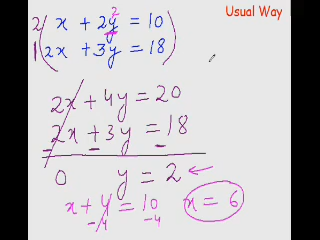 Usual Way
2 ( x + 2y = 10 )
2
1 ( 2x + 3y = 18 )
2x + 4y = 20
2x + 3y = 18
- - -
0 y = 2 ←
x + 4 = 10 x = 6
-4 -4